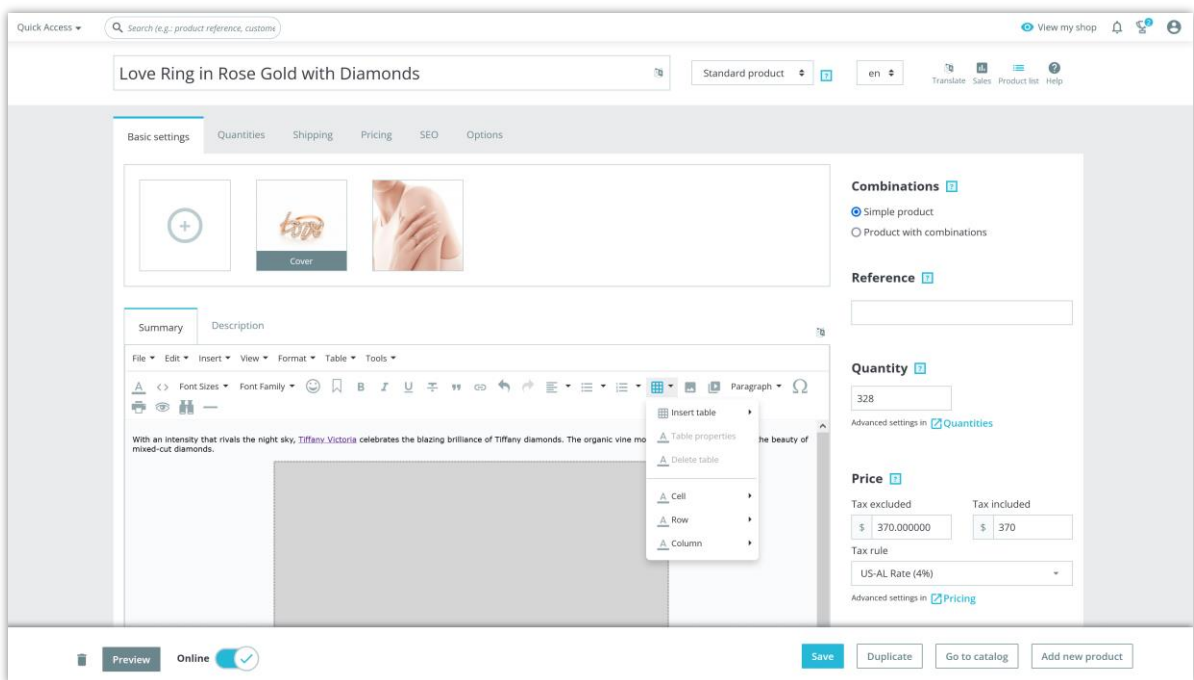 Quick Access
Search (e.g.: product reference, custome
View my shop
2
Love Ring in Rose Gold with Diamonds
Standard product
?
en
Translate Sales Product list Help
Basic settings Quantities Shipping Pricing SEO Options
Cover
Combinations ?
Simple product
Product with combinations
Reference ?
Summary Description
File Edit Insert View Format Table Tools
A <> Font Sizes Font Family B I U Paragraph Ω
Insert table
Table properties
Delete table
Cell
Row
Column
With an intensity that rivals the night sky, Tiffany Victoria celebrates the blazing brilliance of Tiffany diamonds. The organic vine mo
he beauty of
mixed-cut diamonds.
Quantity ?
328
Advanced settings in Quantities
Price ?
Tax excluded Tax included
$ 370.000000 $ 370
Tax rule
US-AL Rate (4%)
Advanced settings in Pricing
Preview Online Save Duplicate Go to catalog Add new product